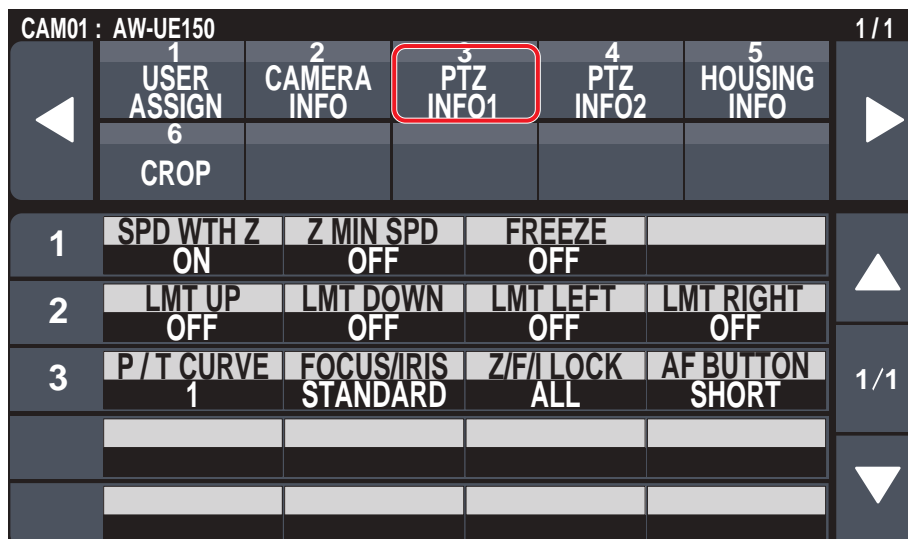 CAM01 : AW-UE150 1 / 1
1 2 3 4 5
USER CAMERA PTZ PTZ HOUSING
ASSIGN INFO INFO1 INFO2 INFO
6
CROP
1 SPD WTH Z Z MIN SPD FREEZE
ON OFF OFF
2 LMT UP LMT DOWN LMT LEFT LMT RIGHT
OFF OFF OFF OFF
3 P / T CURVE FOCUS/IRIS Z/F/I LOCK AF BUTTON
1 STANDARD ALL SHORT
1/1